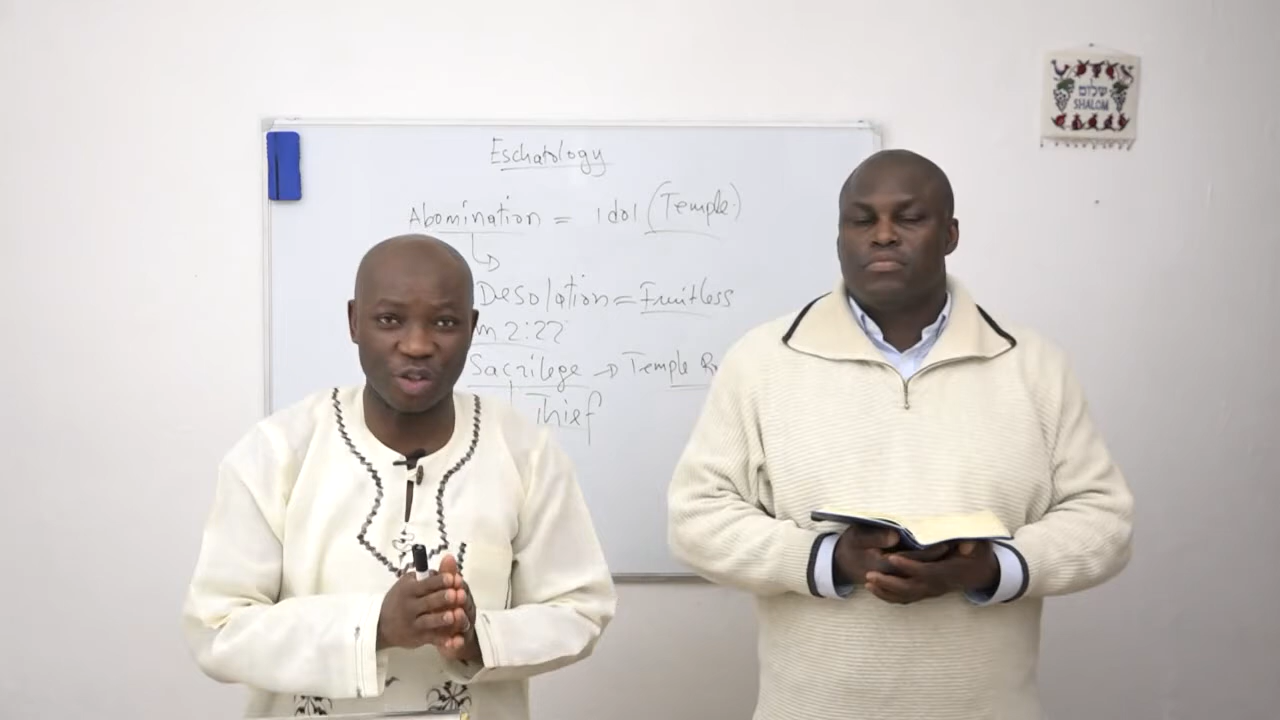 Eschatology
Abomination = Idol (Temple)
Desolation = Fruitless
m 2:22
Sacrilege → Temple
Thief
שלום
SHALOM